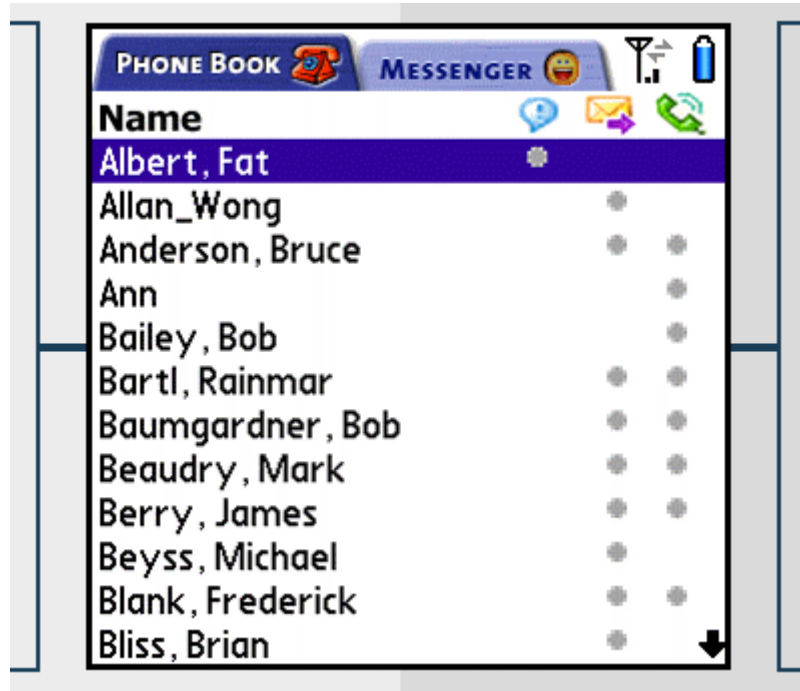 PHONE BOOK MESSENGER
Name
Albert, Fat
Allan_Wong
Anderson, Bruce
Ann
Bailey, Bob
Bartl, Rainmar
Baumgardner, Bob
Beaudry, Mark
Berry, James
Beyss, Michael
Blank, Frederick
Bliss, Brian